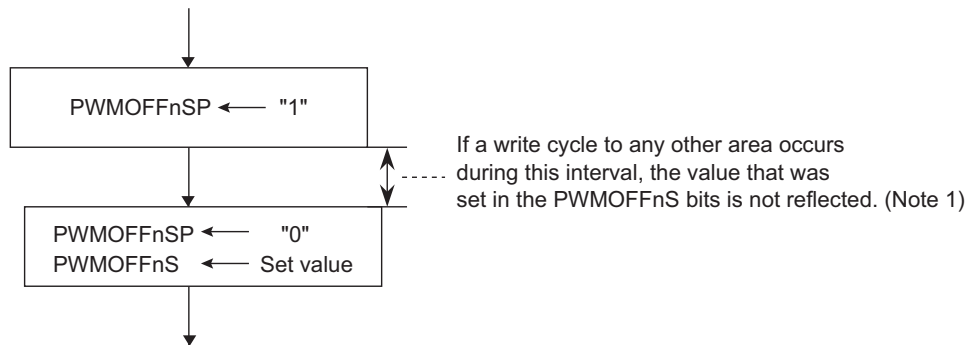 PWMOFFnSP ← "1"
If a write cycle to any other area occurs
during this interval, the value that was
set in the PWMOFFnS bits is not reflected. (Note 1)
PWMOFFnSP ← "0"
PWMOFFnS ← Set value